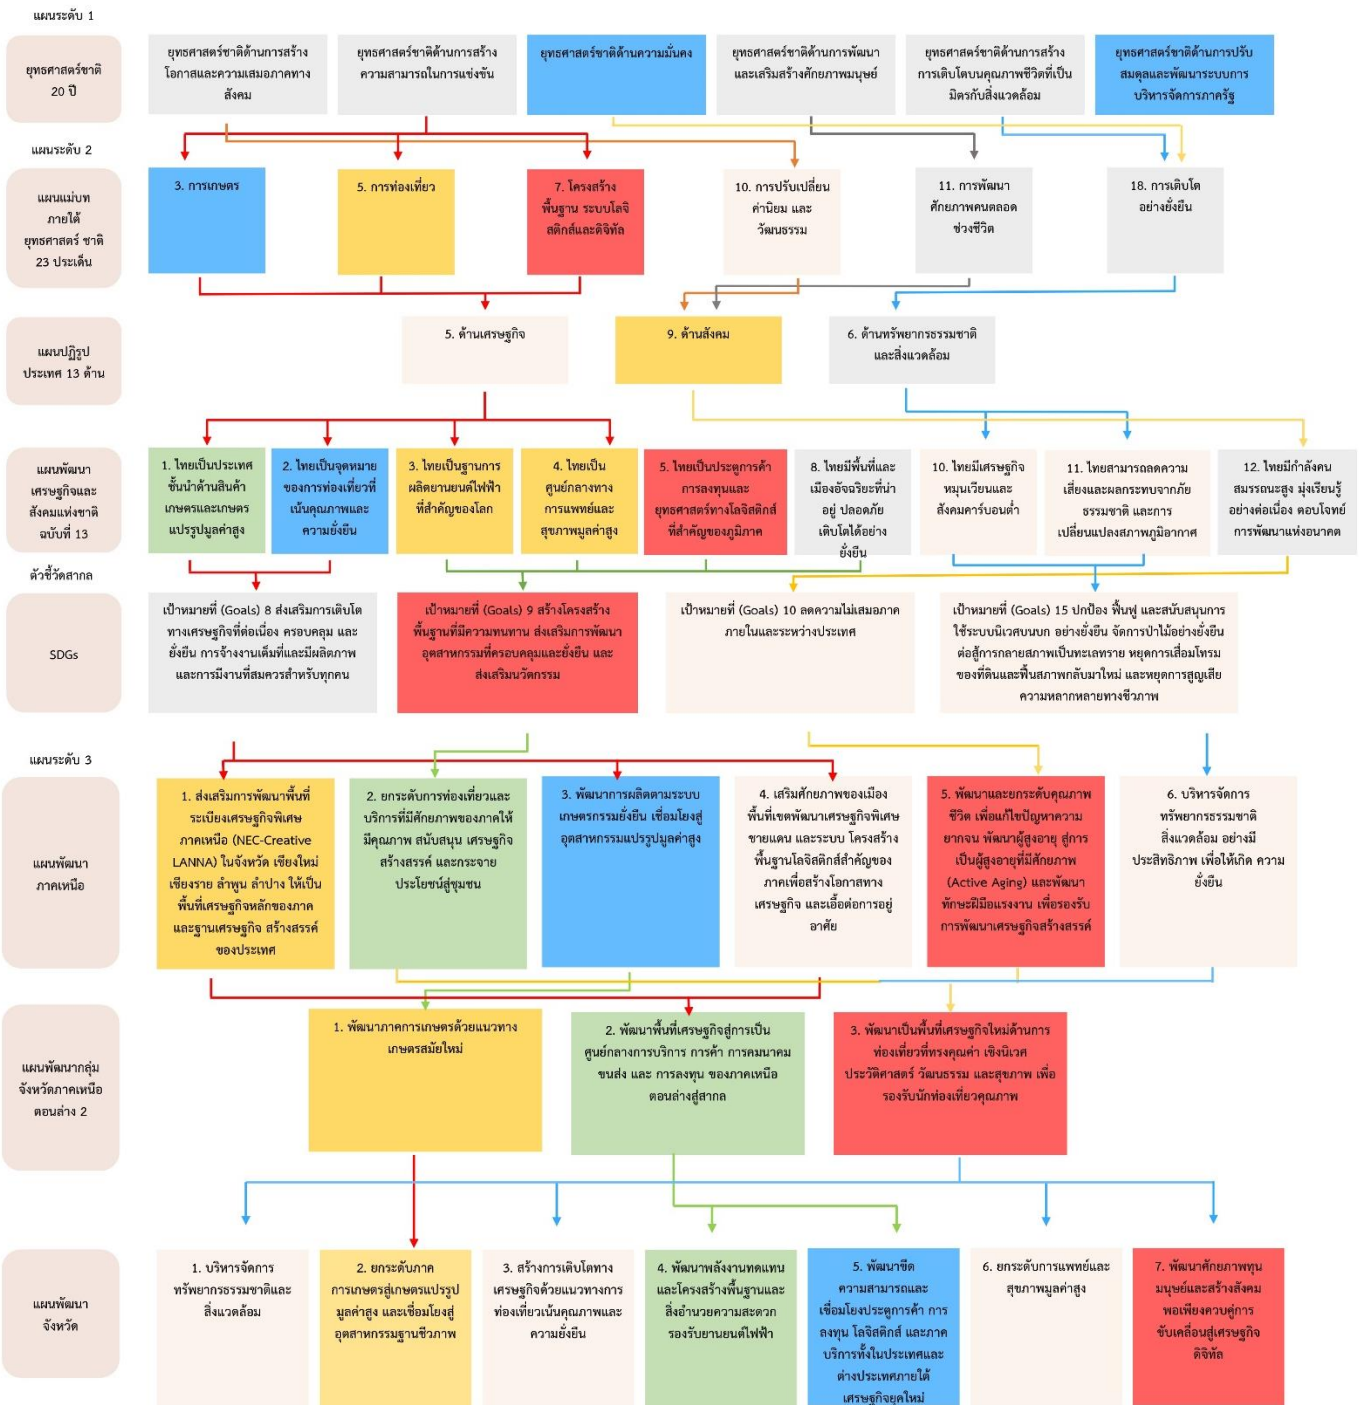 แผนระดับ 1
ยุทธศาสตร์ชาติ
20 ปี
ยุทธศาสตร์ชาติด้านการสร้าง
โอกาสและความเสมอภาคทาง
สังคม
ยุทธศาสตร์ชาติด้านการสร้าง
ความสามารถในการแข่งขัน
ยุทธศาสตร์ชาติด้านความมั่นคง
ยุทธศาสตร์ชาติด้านการพัฒนา
และเสริมสร้างศักยภาพมนุษย์
ยุทธศาสตร์ชาติด้านการสร้าง
การเติบโตบนคุณภาพชีวิตที่เป็น
มิตรกับสิ่งแวดล้อม
ยุทธศาสตร์ชาติด้านการปรับ
สมดุลและพัฒนาระบบการ
บริหารจัดการภาครัฐ
แผนระดับ 2
แผนแม่บท
ภายใต้
ยุทธศาสตร์ ชาติ
23 ประเด็น
3. การเกษตร
5. การท่องเที่ยว
7. โครงสร้าง
พื้นฐาน ระบบโลจิ
สติกส์และดิจิทัล
10. การปรับเปลี่ยน
ค่านิยม และ
วัฒนธรรม
11. การพัฒนา
ศักยภาพคนตลอด
ช่วงชีวิต
18. การเติบโต
อย่างยั่งยืน
แผนปฏิรูป
ประเทศ 13 ด้าน
5. ด้านเศรษฐกิจ
9. ด้านสังคม
6. ด้านทรัพยากรธรรมชาติ
และสิ่งแวดล้อม
แผนพัฒนา
เศรษฐกิจและ
สังคมแห่งชาติ
ฉบับที่ 13
1. ไทยเป็นประเทศ
ชั้นนำด้านสินค้า
เกษตรและเกษตร
แปรรูปมูลค่าสูง
2. ไทยเป็นจุดหมาย
ของการท่องเที่ยวที่
เน้นคุณภาพและ
ความยั่งยืน
3. ไทยเป็นฐานการ
ผลิตยานยนต์ไฟฟ้า
ที่สำคัญของโลก
4. ไทยเป็น
ศูนย์กลางทาง
การแพทย์และ
สุขภาพมูลค่าสูง
5. ไทยเป็นประตูการค้า
การลงทุนและ
ยุทธศาสตร์ทางโลจิสติกส์
ที่สำคัญของภูมิภาค
8. ไทยมีพื้นที่และ
เมืองอัจฉริยะที่น่า
อยู่ ปลอดภัย
เติบโตได้อย่าง
ยั่งยืน
10. ไทยมีเศรษฐกิจ
หมุนเวียนและ
สังคมคาร์บอนต่ำ
11. ไทยสามารถลดความ
เสี่ยงและผลกระทบจากภัย
ธรรมชาติ และการ
เปลี่ยนแปลงสภาพภูมิอากาศ
12. ไทยมีกำลังคน
สมรรถนะสูง มุ่งเรียนรู้
อย่างต่อเนื่อง ตอบโจทย์
การพัฒนาแห่งอนาคต
ตัวชี้วัดสากล
SDGs
เป้าหมายที่ (Goals) 8 ส่งเสริมการเติบโต
ทางเศรษฐกิจที่ต่อเนื่อง ครอบคลุม และ
ยั่งยืน การจ้างงานเต็มที่และมีผลิตภาพ
และการมีงานที่สมควรสำหรับทุกคน
เป้าหมายที่ (Goals) 9 สร้างโครงสร้าง
พื้นฐานที่มีความทนทาน ส่งเสริมการพัฒนา
อุตสาหกรรมที่ครอบคลุมและยั่งยืน และ
ส่งเสริมนวัตกรรม
เป้าหมายที่ (Goals) 10 ลดความไม่เสมอภาค
ภายในและระหว่างประเทศ
เป้าหมายที่ (Goals) 15 ปกป้อง ฟื้นฟู และสนับสนุนการ
ใช้ระบบนิเวศบนบก อย่างยั่งยืน จัดการป่าไม้อย่างยั่งยืน
ต่อสู้การกลายสภาพเป็นทะเลทราย หยุดการเสื่อมโทรม
ของที่ดินและฟื้นสภาพกลับมาใหม่ และหยุดการสูญเสีย
ความหลากหลายทางชีวภาพ
แผนระดับ 3
แผนพัฒนา
ภาคเหนือ
1. ส่งเสริมการพัฒนาพื้นที่
ระเบียงเศรษฐกิจพิเศษ
ภาคเหนือ (NEC-Creative
LANNA) ในจังหวัด เชียงใหม่
เชียงราย ลำพูน ลำปาง ให้เป็น
พื้นที่เศรษฐกิจหลักของภาค
และฐานเศรษฐกิจ สร้างสรรค์
ของประเทศ
2. ยกระดับการท่องเที่ยวและ
บริการที่มีศักยภาพของภาคให้
มีคุณภาพ สนับสนุน เศรษฐกิจ
สร้างสรรค์ และกระจาย
ประโยชน์สู่ชุมชน
3. พัฒนาการผลิตตามระบบ
เกษตรกรรมยั่งยืน เชื่อมโยงสู่
อุตสาหกรรมแปรรูปมูลค่าสูง
4. เสริมศักยภาพของเมือง
พื้นที่เขตพัฒนาเศรษฐกิจพิเศษ
ชายแดน และระบบ โครงสร้าง
พื้นฐานโลจิสติกส์สำคัญของ
ภาคเพื่อสร้างโอกาสทาง
เศรษฐกิจ และเอื้อต่อการอยู่
อาศัย
5. พัฒนาและยกระดับคุณภาพ
ชีวิต เพื่อแก้ไขปัญหาความ
ยากจน พัฒนาผู้สูงอายุ สู่การ
เป็นผู้สูงอายุที่มีศักยภาพ
(Active Aging) และพัฒนา
ทักษะฝีมือแรงงาน เพื่อรองรับ
การพัฒนาเศรษฐกิจสร้างสรรค์
6. บริหารจัดการ
ทรัพยากรธรรมชาติ
สิ่งแวดล้อม อย่างมี
ประสิทธิภาพ เพื่อให้เกิด ความ
ยั่งยืน
แผนพัฒนากลุ่ม
จังหวัดภาคเหนือ
ตอนล่าง 2
1. พัฒนาภาคการเกษตรด้วยแนวทาง
เกษตรสมัยใหม่
2. พัฒนาพื้นที่เศรษฐกิจสู่การเป็น
ศูนย์กลางการบริการ การค้า การคมนาคม
ขนส่ง และ การลงทุน ของภาคเหนือ
ตอนล่างสู่สากล
3. พัฒนาเป็นพื้นที่เศรษฐกิจใหม่ด้านการ
ท่องเที่ยวที่ทรงคุณค่า เชิงนิเวศ
ประวัติศาสตร์ วัฒนธรรม และสุขภาพ เพื่อ
รองรับนักท่องเที่ยวคุณภาพ
แผนพัฒนา
จังหวัด
1. บริหารจัดการ
ทรัพยากรธรรมชาติและ
สิ่งแวดล้อม
2. ยกระดับภาค
การเกษตรสู่เกษตรแปรรูป
มูลค่าสูง และเชื่อมโยงสู่
อุตสาหกรรมฐานชีวภาพ
3. สร้างการเติบโตทาง
เศรษฐกิจด้วยแนวทางการ
ท่องเที่ยวเน้นคุณภาพและ
ความยั่งยืน
4. พัฒนาพลังงานทดแทน
และโครงสร้างพื้นฐานและ
สิ่งอำนวยความสะดวก
รองรับยานยนต์ไฟฟ้า
5. พัฒนาขีด
ความสามารถและ
เชื่อมโยงประตูการค้า การ
ลงทุน โลจิสติกส์ และภาค
บริการทั้งในประเทศและ
ต่างประเทศภายใต้
เศรษฐกิจยุคใหม่
6. ยกระดับการแพทย์และ
สุขภาพมูลค่าสูง
7. พัฒนาศักยภาพทุน
มนุษย์และสร้างสังคม
พอเพียงควบคู่การ
ขับเคลื่อนสู่เศรษฐกิจ
ดิจิทัล